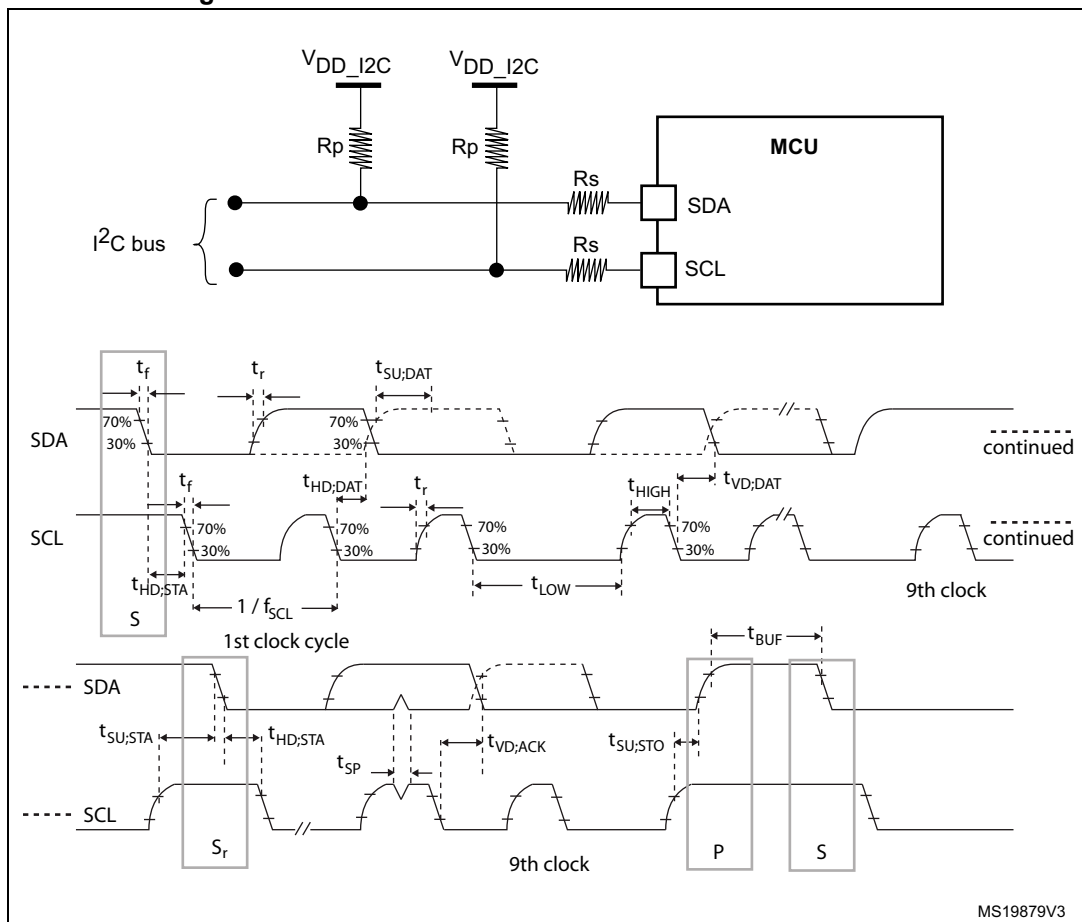 V_DD_I2C V_DD_I2C
Rp Rp
MCU
Rs
SDA
I²C bus
Rs
SCL
t_f t_r t_SU;DAT
70% 70%
SDA
30% 30%
continued
t_f t_HD;DAT t_r t_HIGH t_VD;DAT
SCL
70% 70% 70% 70%
30% 30% 30% 30%
continued
t_HD;STA t_LOW
1 / f_SCL 9th clock
S
1st clock cycle
t_BUF
SDA
t_SU;STA t_HD;STA t_SP t_VD;ACK t_SU;STO
SCL
S_r P S
9th clock
MS19879V3